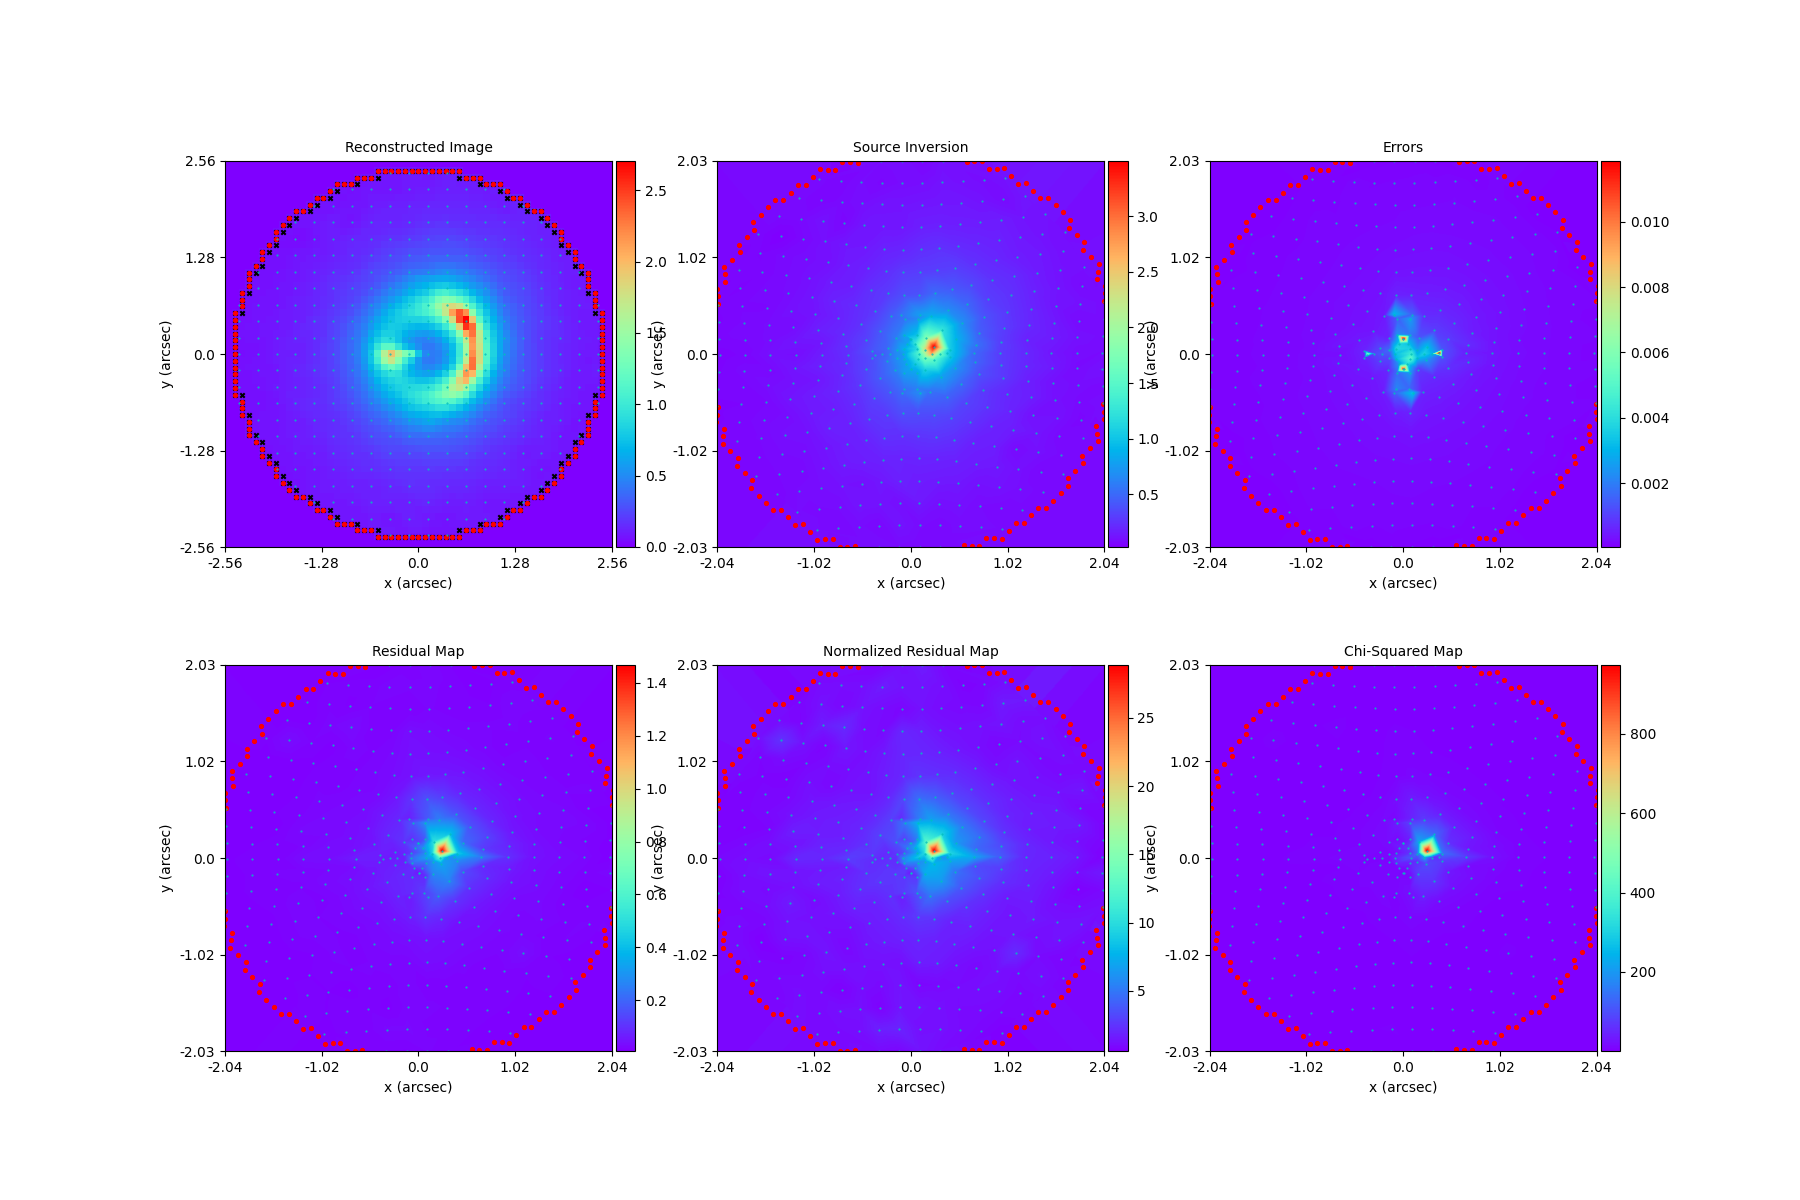 Reconstructed Image
2.56
1.28
0.0
-1.28
-2.56
y (arcsec)
-2.56 -1.28 0.0 1.28 2.56
x (arcsec)
2.5
2.0
1.5
1.0
0.5
0.0
Source Inversion
2.03
1.02
0.0
-1.02
-2.03
y (arcsec)
-2.04 -1.02 0.0 1.02 2.04
x (arcsec)
3.0
2.5
2.0
1.5
1.0
0.5
Errors
2.03
1.02
0.0
-1.02
-2.03
y (arcsec)
-2.04 -1.02 0.0 1.02 2.04
x (arcsec)
0.010
0.008
0.006
0.004
0.002
Residual Map
2.03
1.02
0.0
-1.02
-2.03
y (arcsec)
-2.04 -1.02 0.0 1.02 2.04
x (arcsec)
1.4
1.2
1.0
0.8
0.6
0.4
0.2
Normalized Residual Map
2.03
1.02
0.0
-1.02
-2.03
y (arcsec)
-2.04 -1.02 0.0 1.02 2.04
x (arcsec)
25
20
15
10
5
Chi-Squared Map
2.03
1.02
0.0
-1.02
-2.03
y (arcsec)
-2.04 -1.02 0.0 1.02 2.04
x (arcsec)
800
600
400
200